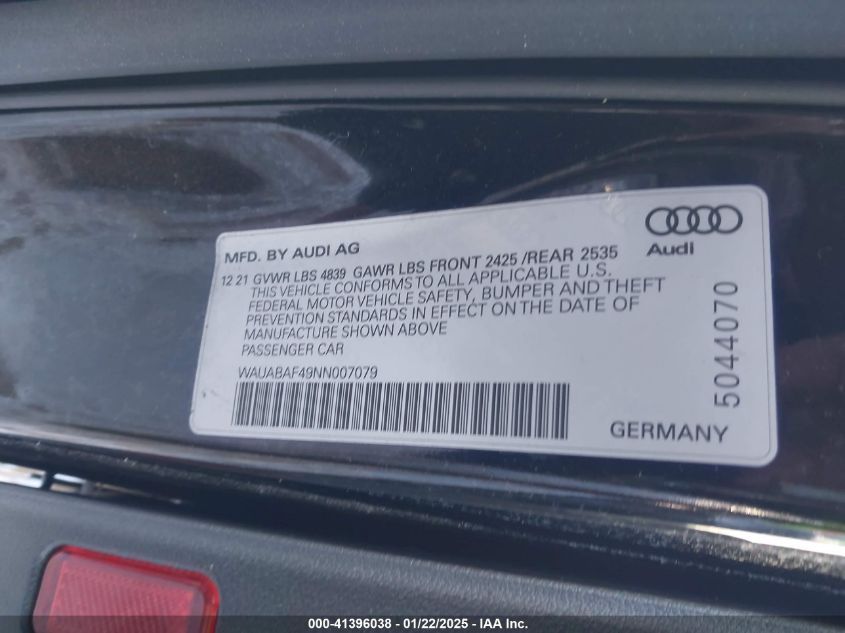 MFD. BY AUDI AG
Audi
12 21 GVWR LBS 4839 GAWR LBS FRONT 2425 /REAR 2535
THIS VEHICLE CONFORMS TO ALL APPLICABLE U.S.
FEDERAL MOTOR VEHICLE SAFETY, BUMPER AND THEFT
PREVENTION STANDARDS IN EFFECT ON THE DATE OF
MANUFACTURE SHOWN ABOVE
PASSENGER CAR
WAUABAF49NN007079
GERMANY
5044070
000-41396038 - 01/22/2025 - IAA Inc.